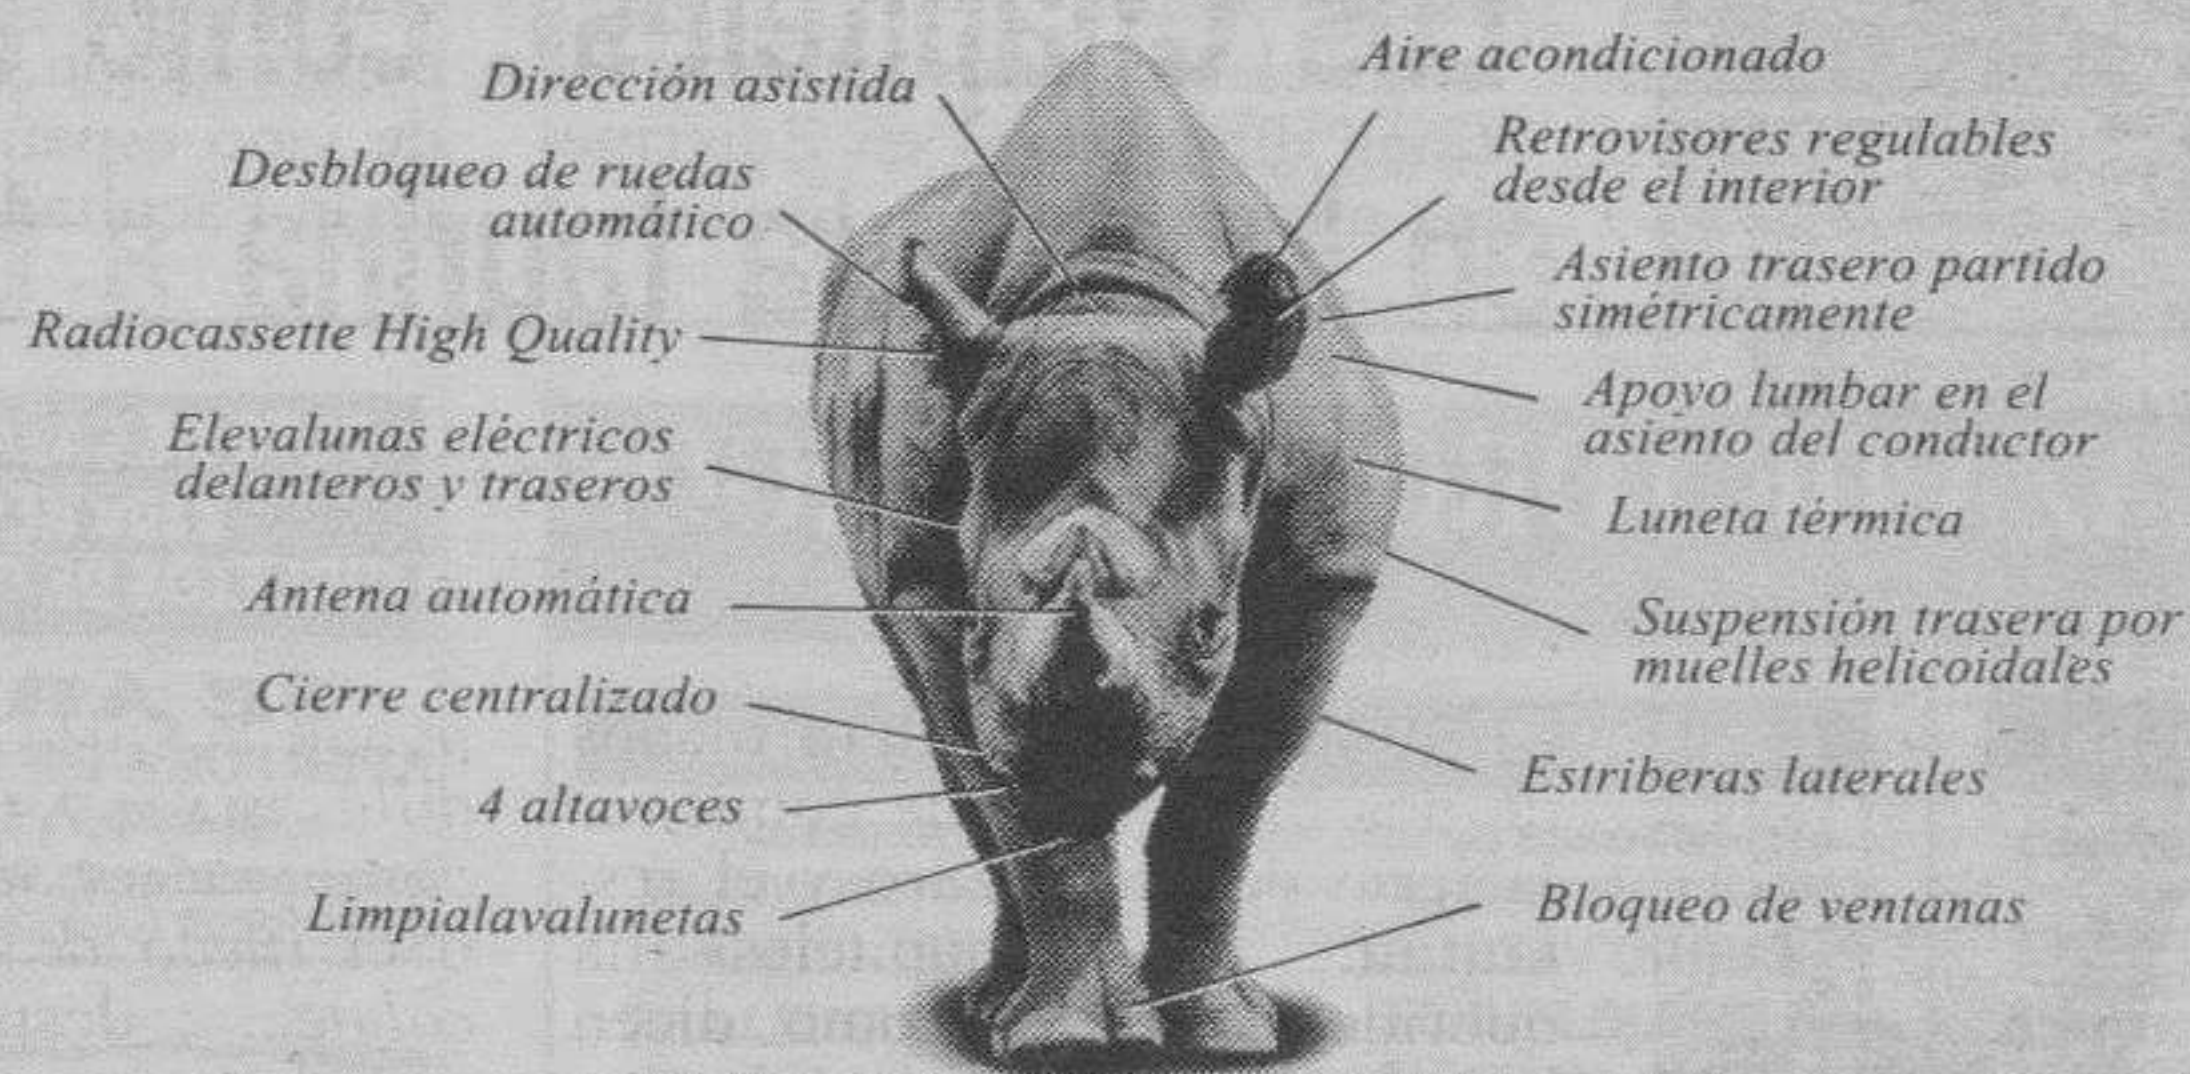 Dirección asistida
Desbloqueo de ruedas
automático
Radiocassette High Quality
Elevalunas eléctricos
delanteros y traseros
Antena automática
Cierre centralizado
4 altavoces
Limpialavalunetas
Aire acondicionado
Retrovisores regulables
desde el interior
Asiento trasero partido
simétricamente
Apoyo lumbar en el
asiento del conductor
Luneta térmica
Suspensión trasera por
muelles helicoidales
Estriberas laterales
Bloqueo de ventanas